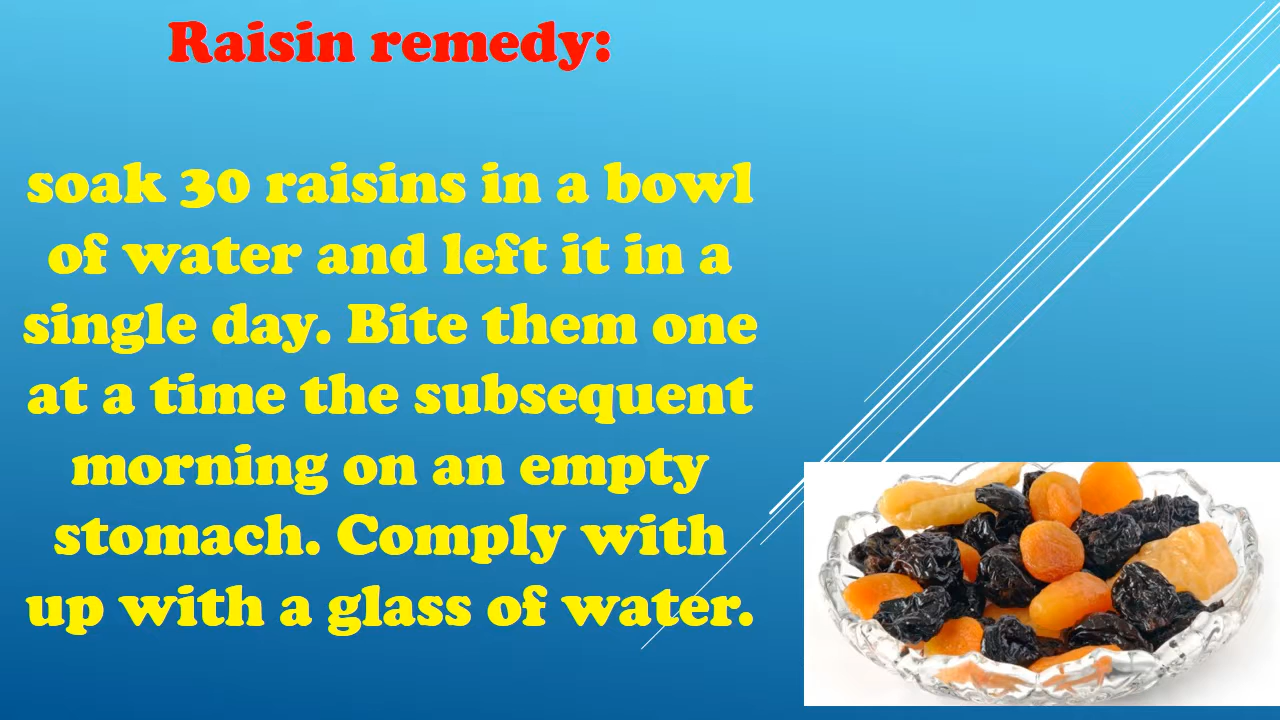 Raisin remedy:
soak 30 raisins in a bowl
of water and left it in a
single day. Bite them one
at a time the subsequent
morning on an empty
stomach. Comply with
up with a glass of water.